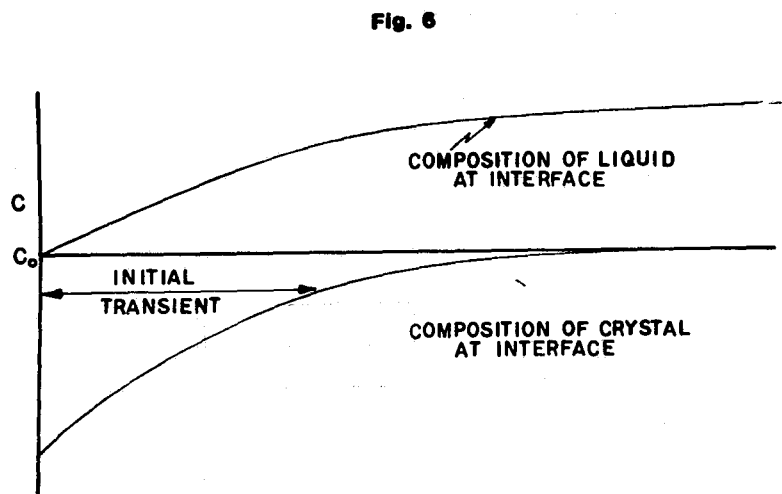 Fig. 6
COMPOSITION OF LIQUID
AT INTERFACE
C
C₀
INITIAL
TRANSIENT
COMPOSITION OF CRYSTAL
AT INTERFACE